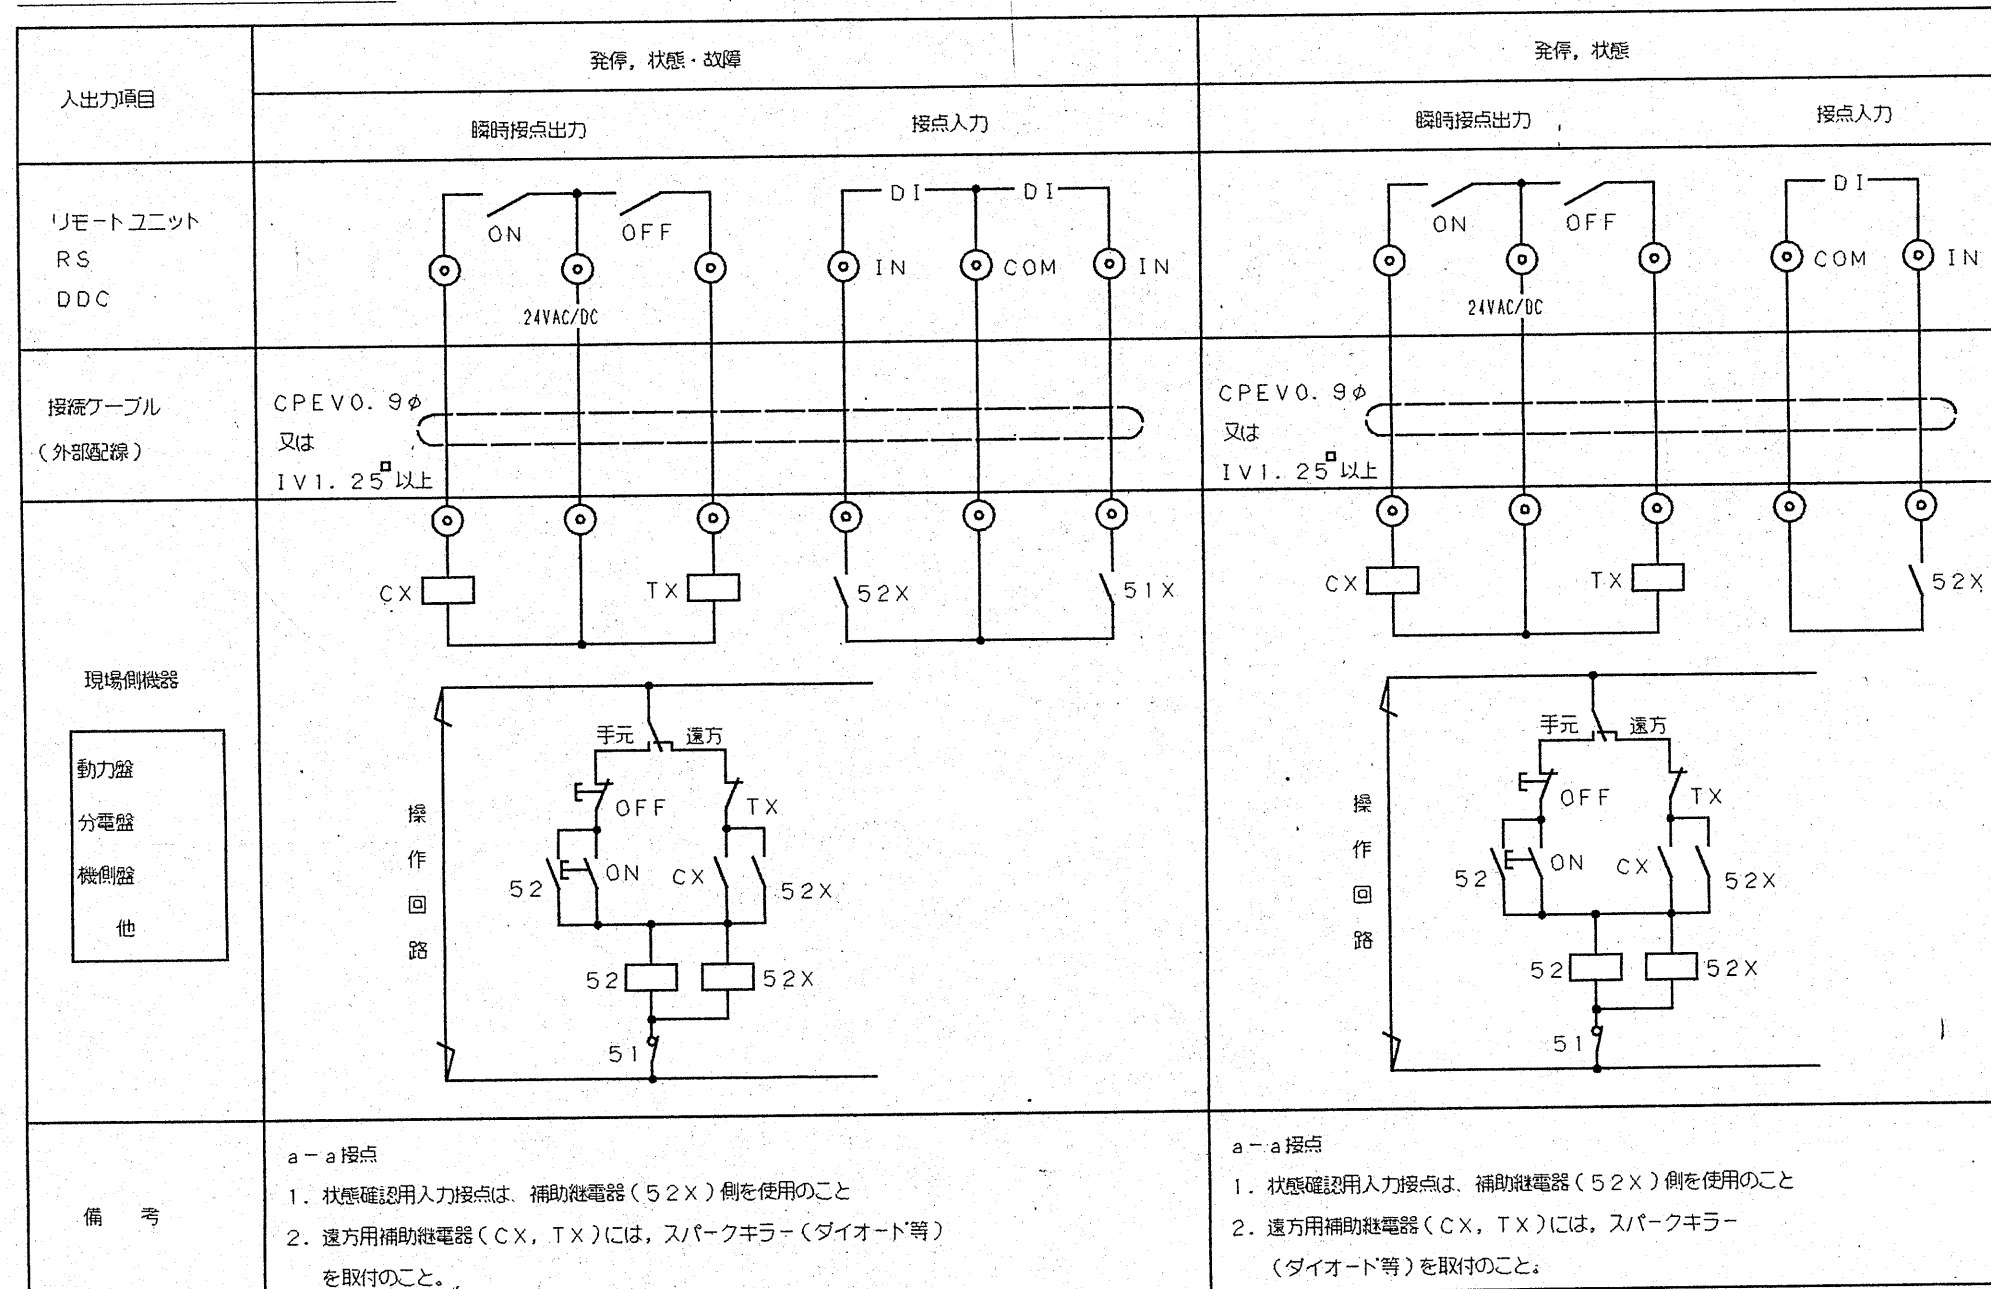 入出力項目
発停，状態・故障
瞬時接点出力
接点入力
発停，状態
瞬時接点出力
接点入力
リモートユニット
RS
DDC
ON
OFF
24VAC/DC
DI
DI
IN
COM
IN
ON
OFF
24VAC/DC
DI
COM
IN
接続ケーブル
（外部配線）
CPEV0.9φ
又は
IV1.25□以上
CPEV0.9φ
又は
IV1.25□以上
現場側機器
動力盤
分電盤
機側盤
他
CX
TX
52X
51X
操作回路
手元
遠方
OFF
TX
52
ON
CX
52X
52
52X
51
CX
TX
52X
操作回路
手元
遠方
OFF
TX
52
ON
CX
52X
52
52X
51
備　考
a－a接点
1．状態確認用入力接点は、補助継電器（52X）側を使用のこと
2．遠方用補助継電器（CX，TX）には，スパークキラー（ダイオード等）
を取付のこと。
a－a接点
1．状態確認用入力接点は、補助継電器（52X）側を使用のこと
2．遠方用補助継電器（CX，TX）には，スパークキラー
（ダイオード等）を取付のこと。